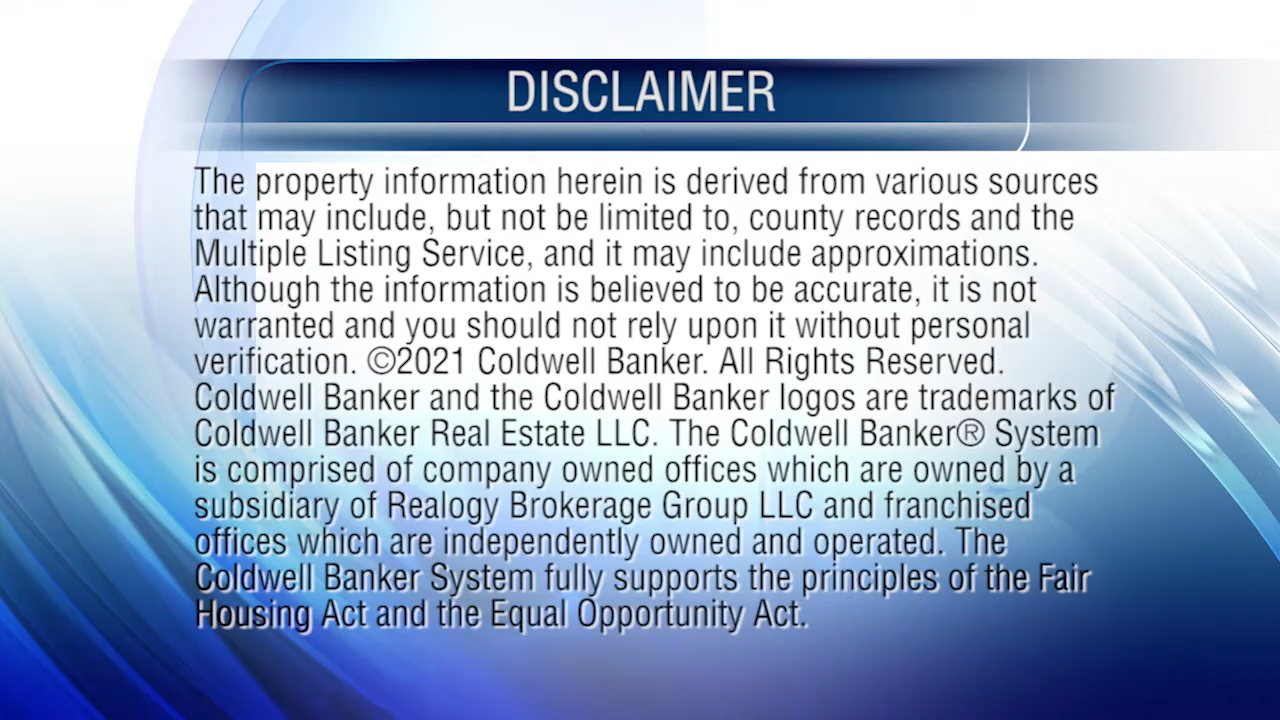 DISCLAIMER
The property information herein is derived from various sources
that may include, but not be limited to, county records and the
Multiple Listing Service, and it may include approximations.
Although the information is believed to be accurate, it is not
warranted and you should not rely upon it without personal
verification. ©2021 Coldwell Banker. All Rights Reserved.
Coldwell Banker and the Coldwell Banker logos are trademarks of
Coldwell Banker Real Estate LLC. The Coldwell Banker® System
is comprised of company owned offices which are owned by a
subsidiary of Realogy Brokerage Group LLC and franchised
offices which are independently owned and operated. The
Coldwell Banker System fully supports the principles of the Fair
Housing Act and the Equal Opportunity Act.